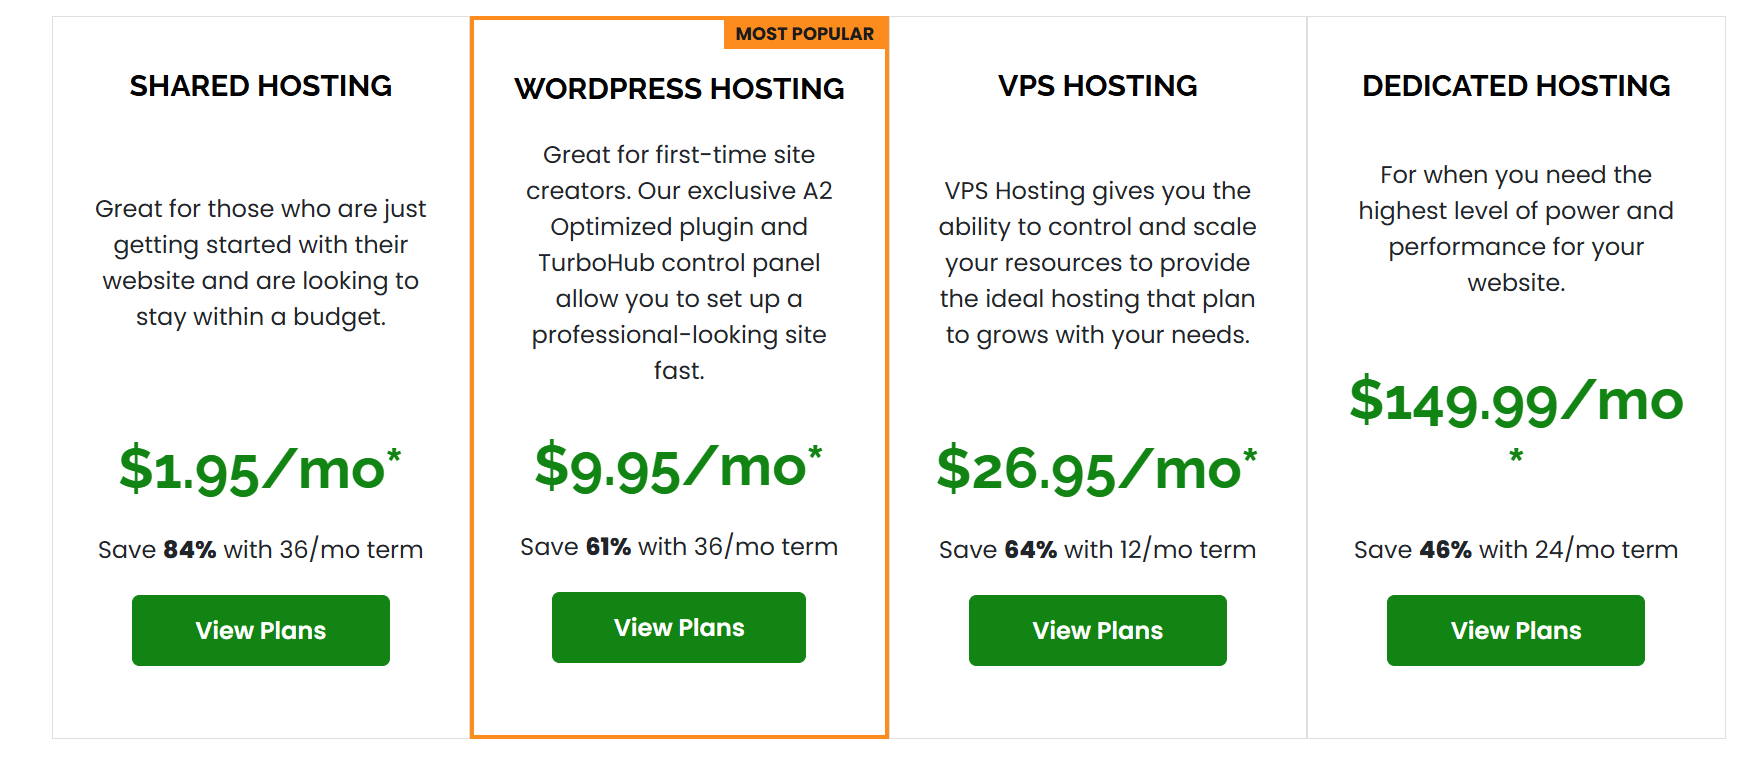 SHARED HOSTING
Great for those who are just
getting started with their
website and are looking to
stay within a budget.
$1.95/mo*
Save 84% with 36/mo term
View Plans
MOST POPULAR
WORDPRESS HOSTING
Great for first-time site
creators. Our exclusive A2
Optimized plugin and
TurboHub control panel
allow you to set up a
professional-looking site
fast.
$9.95/mo*
Save 61% with 36/mo term
View Plans
VPS HOSTING
VPS Hosting gives you the
ability to control and scale
your resources to provide
the ideal hosting that plan
to grows with your needs.
$26.95/mo*
Save 64% with 12/mo term
View Plans
DEDICATED HOSTING
For when you need the
highest level of power and
performance for your
website.
$149.99/mo
*
Save 46% with 24/mo term
View Plans